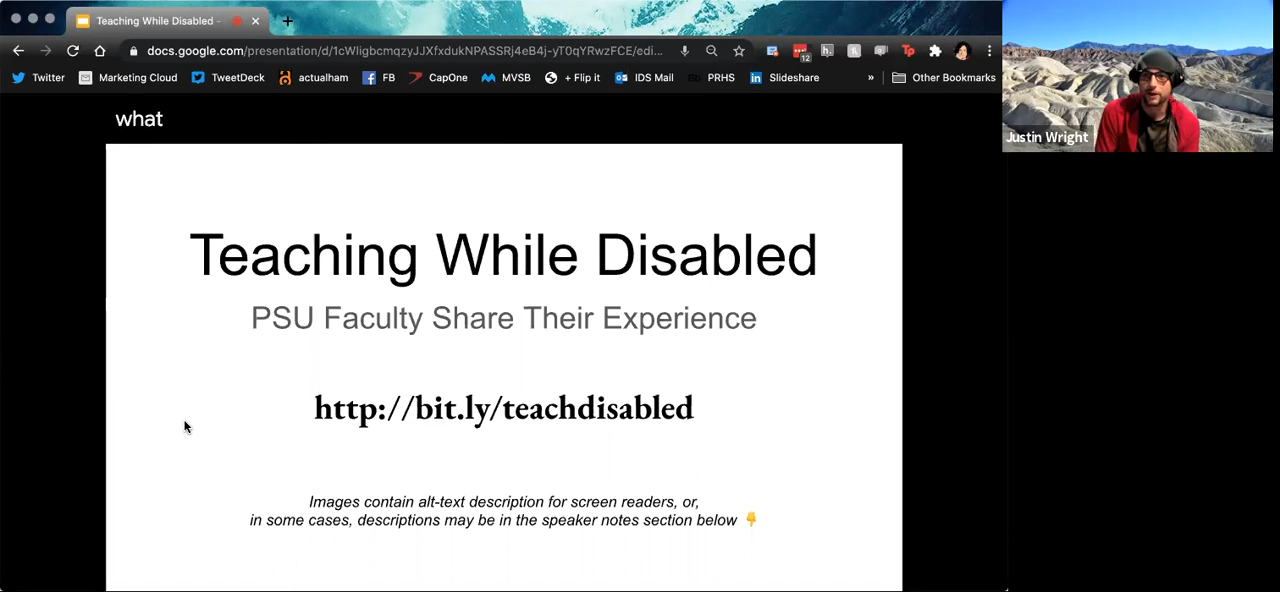 Teaching While Disabled -
docs.google.com/presentation/d/1cWligbcmqzyJJXfxdukNPASSRj4eB4j-yT0qYRwzFCE/edi...
12
h.
Tp
Twitter
Marketing Cloud
TweetDeck
actualham
FB
CapOne
MVSB
+ Flip it
IDS Mail
PRHS
Slideshare
»
Other Bookmarks
what
Justin Wright
Teaching While Disabled
PSU Faculty Share Their Experience
http://bit.ly/teachdisabled
Images contain alt-text description for screen readers, or,
in some cases, descriptions may be in the speaker notes section below 👇